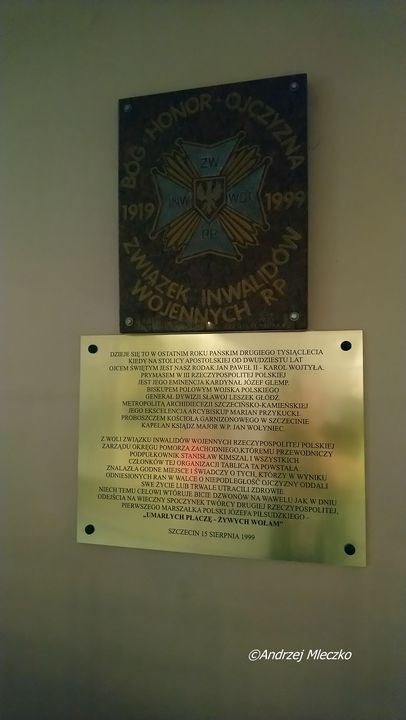 BÓG · HONOR · OJCZYZNA
ZW
INW
WOJ
RP
1919
1999
ZWIĄZEK INWALIDÓW
WOJENNYCH R.P
DZIEJE SIĘ TO W OSTATNIM ROKU PAŃSKIM DRUGIEGO TYSIĄCLECIA
KIEDY NA STOLICY APOSTOLSKIEJ OD DWUDZIESTU LAT
OJCEM ŚWIĘTYM JEST NASZ RODAK JAN PAWEŁ II - KAROL WOJTYŁA.
PRYMASEM W III RZECZYPOSPOLITEJ POLSKIEJ
JEST JEGO EMINENCJA KARDYNAŁ JÓZEF GLEMP.
BISKUPEM POLOWYM WOJSKA POLSKIEGO
GENERAŁ DYWIZJI SŁAWOJ LESZEK GŁÓDŹ.
METROPOLITĄ ARCHIDIECEZJI SZCZECIŃSKO-KAMIEŃSKIEJ
JEGO EKSCELENCJA ARCYBISKUP MARIAN PRZYKUCKI.
PROBOSZCZEM KOŚCIOŁA GARNIZONOWEGO W SZCZECINIE
KAPELAN KSIĄDZ MAJOR W.P. JAN WOŁYNIEC.
Z WOLI ZWIĄZKU INWALIDÓW WOJENNYCH RZECZYPOSPOLITEJ POLSKIEJ
ZARZĄDU OKRĘGU POMORZA ZACHODNIEGO,KTÓREMU PRZEWODNICZY
PODPUŁKOWNIK STANISŁAW KIMSZAL I WSZYSTKICH
CZŁONKÓW TEJ ORGANIZACJI TABLICA TA POWSTAŁA.
ZNALAZŁA GODNE MIEJSCE I ŚWIADCZY O TYCH, KTÓRZY W WYNIKU
ODNIESIONYCH RAN W WALCE O NIEPODLEGŁOŚĆ OJCZYZNY ODDALI
SWE ŻYCIE LUB TRWALE UTRACILI ZDROWIE.
NIECH TEMU CELOWI WTÓRUJE BICIE DZWONÓW NA WAWELU JAK W DNIU
ODEJŚCIA NA WIECZNY SPOCZYNEK TWÓRCY DRUGIEJ RZECZYPOSPOLITEJ,
PIERWSZEGO MARSZAŁKA POLSKI JÓZEFA PIŁSUDZKIEGO -
„UMARŁYCH PŁACZĘ - ŻYWYCH WOŁAM"
SZCZECIN 15 SIERPNIA 1999
©Andrzej Mleczko